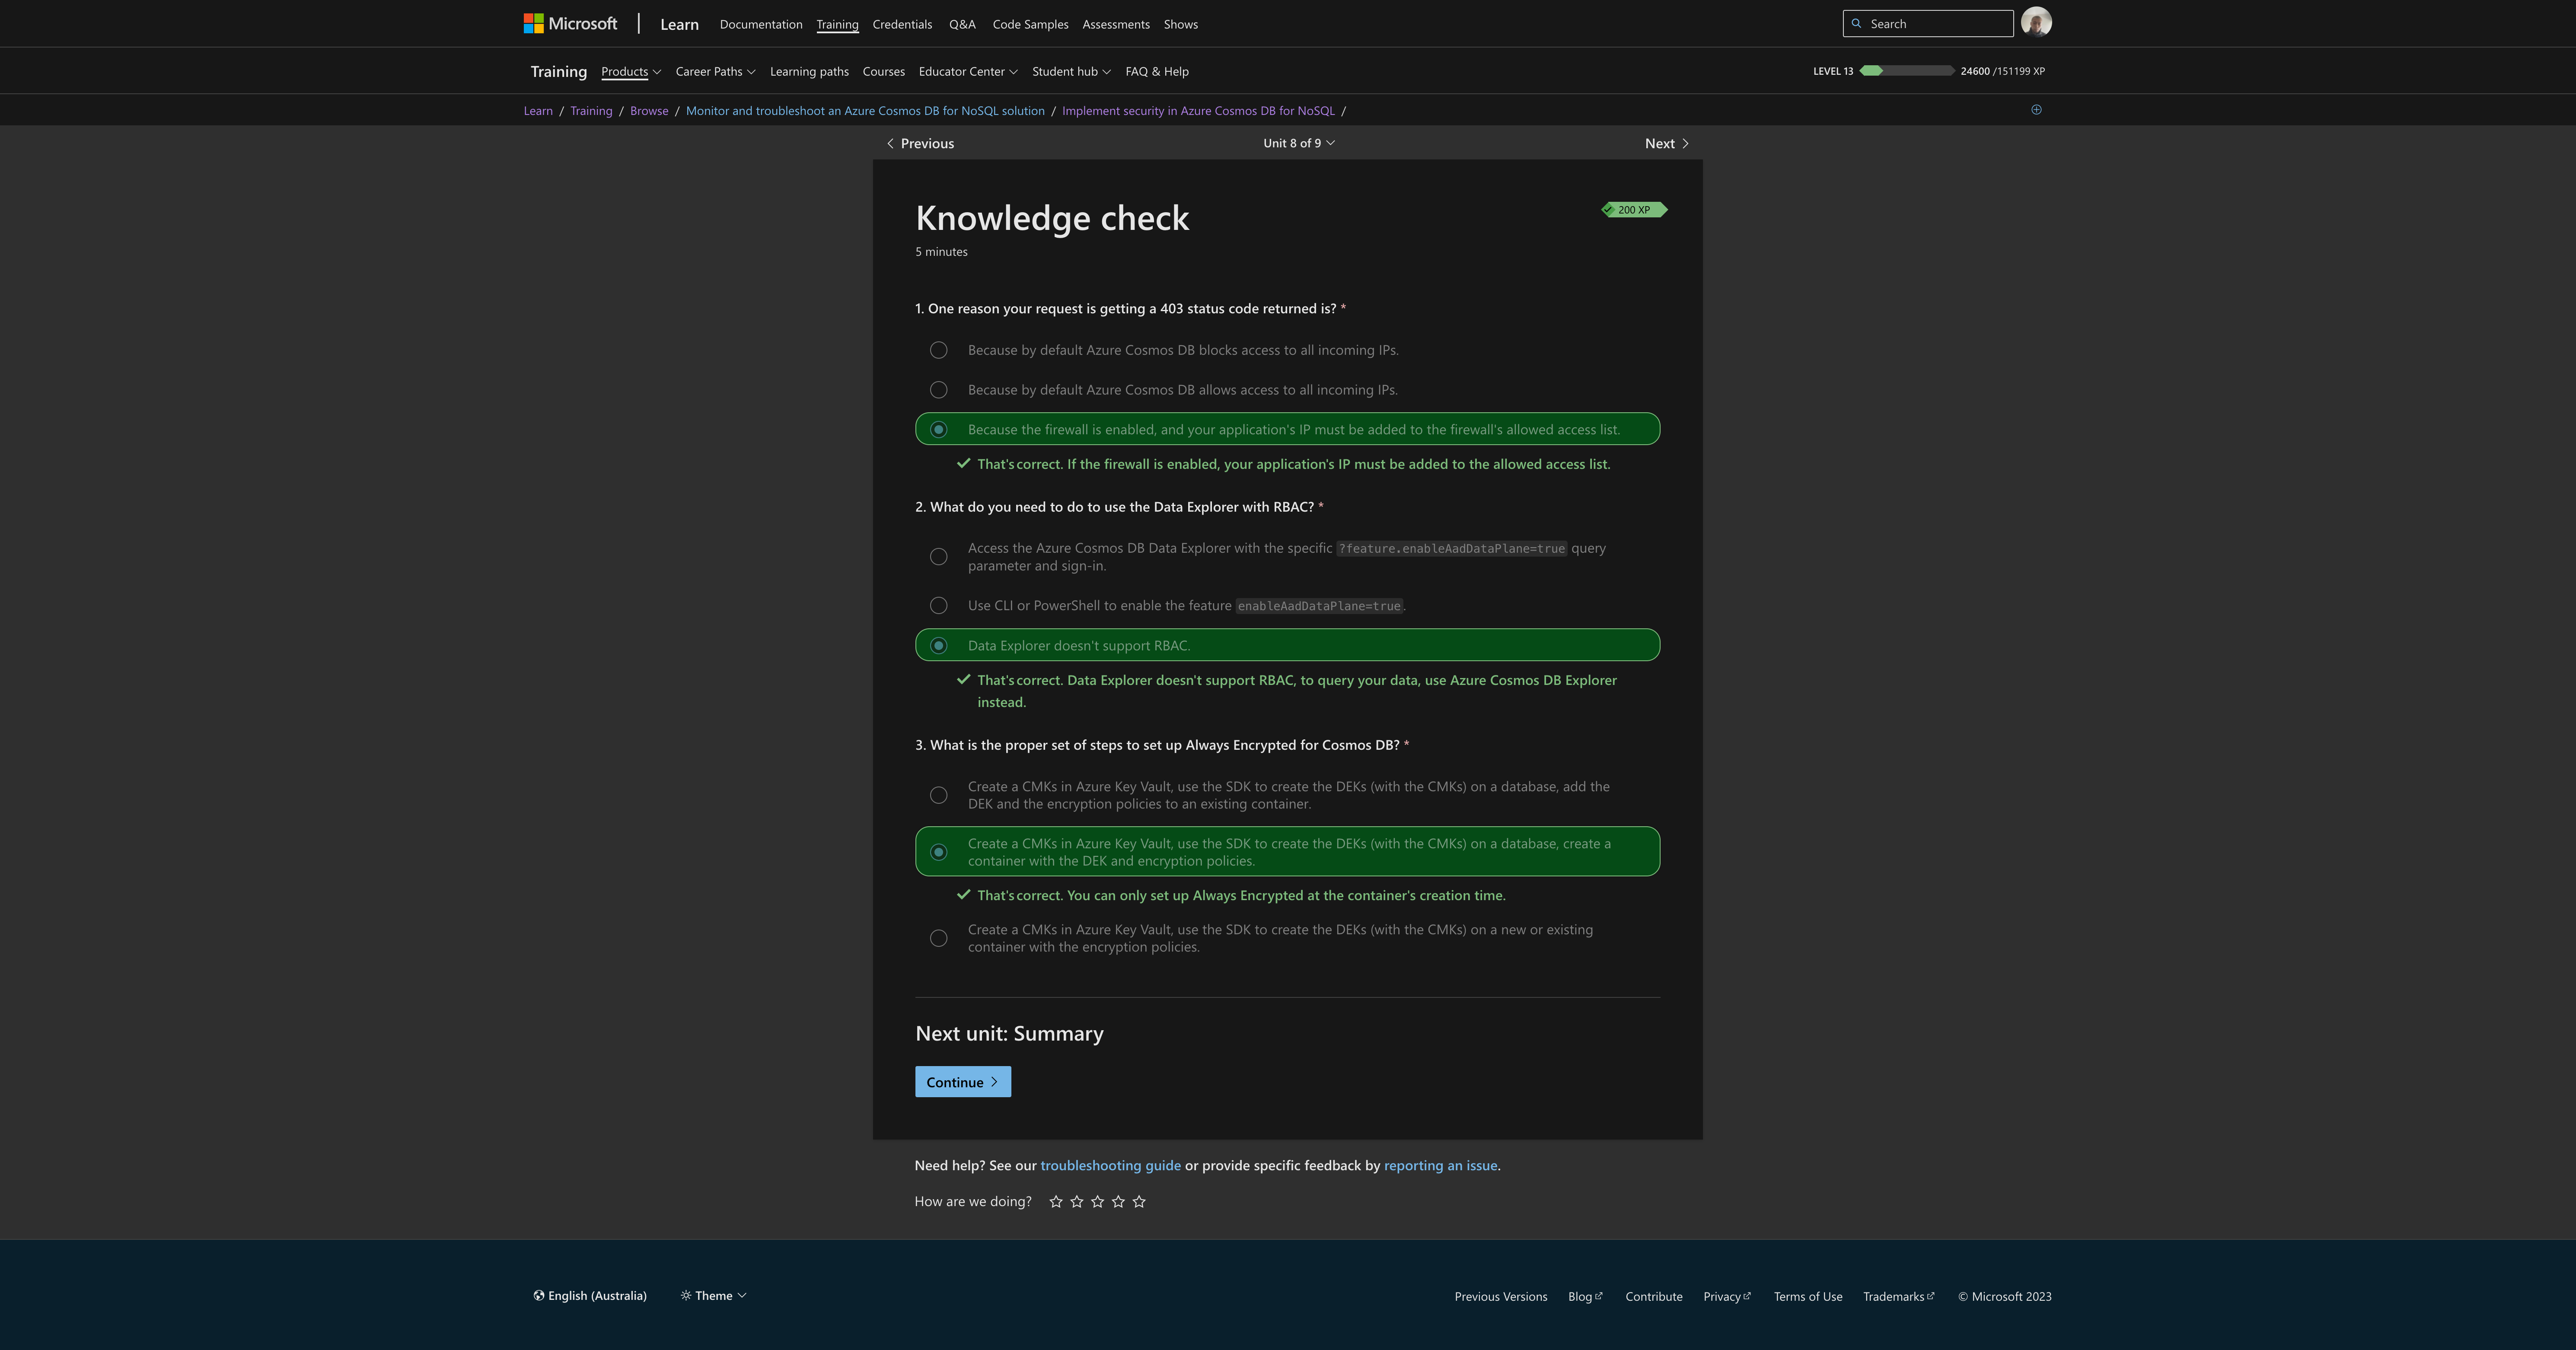 Microsoft | Learn Documentation Training Credentials Q&A Code Samples Assessments Shows Search
Training Products Career Paths Learning paths Courses Educator Center Student hub FAQ & Help LEVEL 13 24600 /151199 XP
Learn / Training / Browse / Monitor and troubleshoot an Azure Cosmos DB for NoSQL solution / Implement security in Azure Cosmos DB for NoSQL /
Previous Unit 8 of 9 Next
Knowledge check
200 XP
5 minutes
1. One reason your request is getting a 403 status code returned is? *
Because by default Azure Cosmos DB blocks access to all incoming IPs.
Because by default Azure Cosmos DB allows access to all incoming IPs.
Because the firewall is enabled, and your application's IP must be added to the firewall's allowed access list.
That's correct. If the firewall is enabled, your application's IP must be added to the allowed access list.
2. What do you need to do to use the Data Explorer with RBAC? *
Access the Azure Cosmos DB Data Explorer with the specific ?feature.enableAadDataPlane=true query
parameter and sign-in.
Use CLI or PowerShell to enable the feature enableAadDataPlane=true.
Data Explorer doesn't support RBAC.
That's correct. Data Explorer doesn't support RBAC, to query your data, use Azure Cosmos DB Explorer
instead.
3. What is the proper set of steps to set up Always Encrypted for Cosmos DB? *
Create a CMKs in Azure Key Vault, use the SDK to create the DEKs (with the CMKs) on a database, add the
DEK and the encryption policies to an existing container.
Create a CMKs in Azure Key Vault, use the SDK to create the DEKs (with the CMKs) on a database, create a
container with the DEK and encryption policies.
That's correct. You can only set up Always Encrypted at the container's creation time.
Create a CMKs in Azure Key Vault, use the SDK to create the DEKs (with the CMKs) on a new or existing
container with the encryption policies.
Next unit: Summary
Continue
Need help? See our troubleshooting guide or provide specific feedback by reporting an issue.
How are we doing?
English (Australia) Theme Previous Versions Blog Contribute Privacy Terms of Use Trademarks © Microsoft 2023